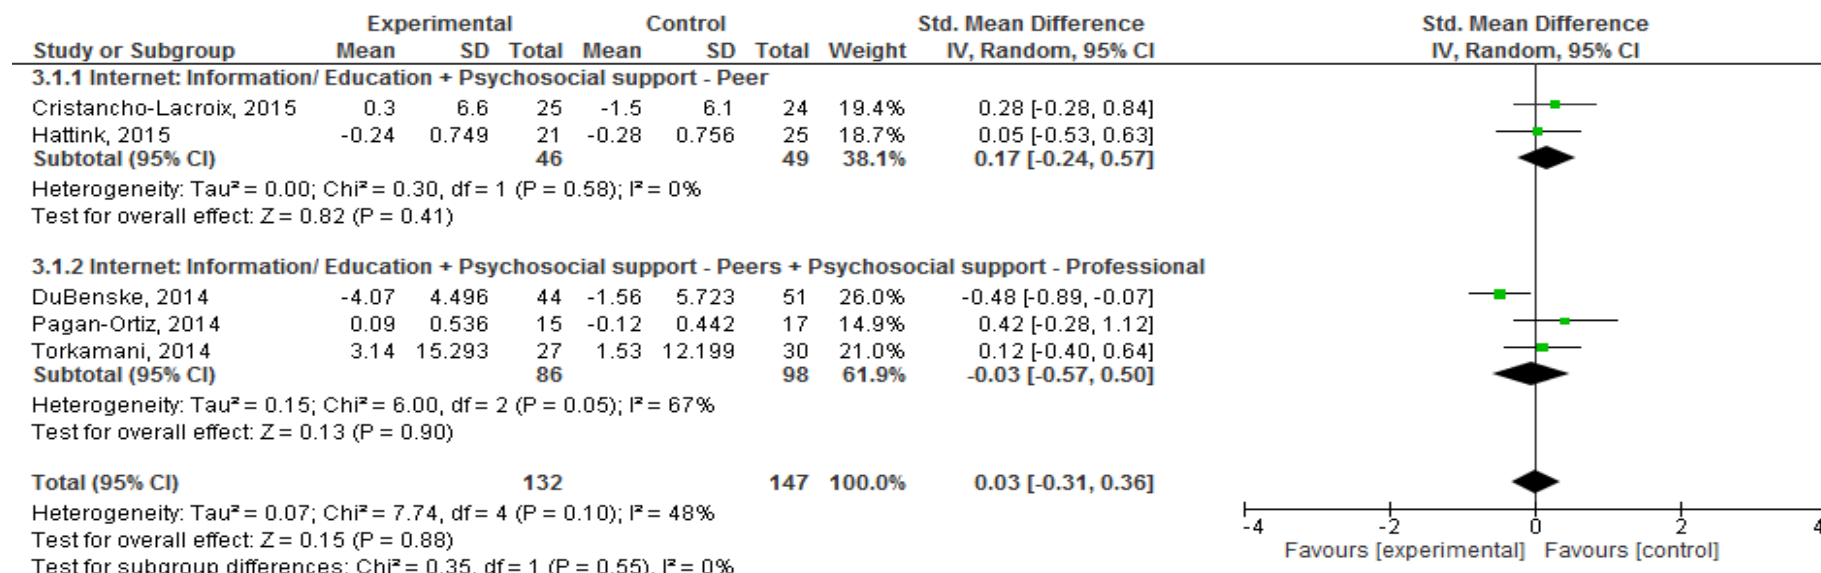 Experimental Control Std. Mean Difference Std. Mean Difference
Study or Subgroup Mean SD Total Mean SD Total Weight IV, Random, 95% CI IV, Random, 95% CI
3.1.1 Internet: Information/ Education + Psychosocial support - Peer
Cristancho-Lacroix, 2015 0.3 6.6 25 -1.5 6.1 24 19.4% 0.28 [-0.28, 0.84]
Hattink, 2015 -0.24 0.749 21 -0.28 0.756 25 18.7% 0.05 [-0.53, 0.63]
Subtotal (95% CI) 46 49 38.1% 0.17 [-0.24, 0.57]
Heterogeneity: Tau² = 0.00; Chi² = 0.30, df = 1 (P = 0.58); I² = 0%
Test for overall effect: Z = 0.82 (P = 0.41)
3.1.2 Internet: Information/ Education + Psychosocial support - Peers + Psychosocial support - Professional
DuBenske, 2014 -4.07 4.496 44 -1.56 5.723 51 26.0% -0.48 [-0.89, -0.07]
Pagan-Ortiz, 2014 0.09 0.536 15 -0.12 0.442 17 14.9% 0.42 [-0.28, 1.12]
Torkamani, 2014 3.14 15.293 27 1.53 12.199 30 21.0% 0.12 [-0.40, 0.64]
Subtotal (95% CI) 86 98 61.9% -0.03 [-0.57, 0.50]
Heterogeneity: Tau² = 0.15; Chi² = 6.00, df = 2 (P = 0.05); I² = 67%
Test for overall effect: Z = 0.13 (P = 0.90)
Total (95% CI) 132 147 100.0% 0.03 [-0.31, 0.36]
Heterogeneity: Tau² = 0.07; Chi² = 7.74, df = 4 (P = 0.10); I² = 48%
Test for overall effect: Z = 0.15 (P = 0.88)
Test for subgroup differences: Chi² = 0.35, df = 1 (P = 0.55), I² = 0%
-4 -2 0 2 4
Favours [experimental] Favours [control]